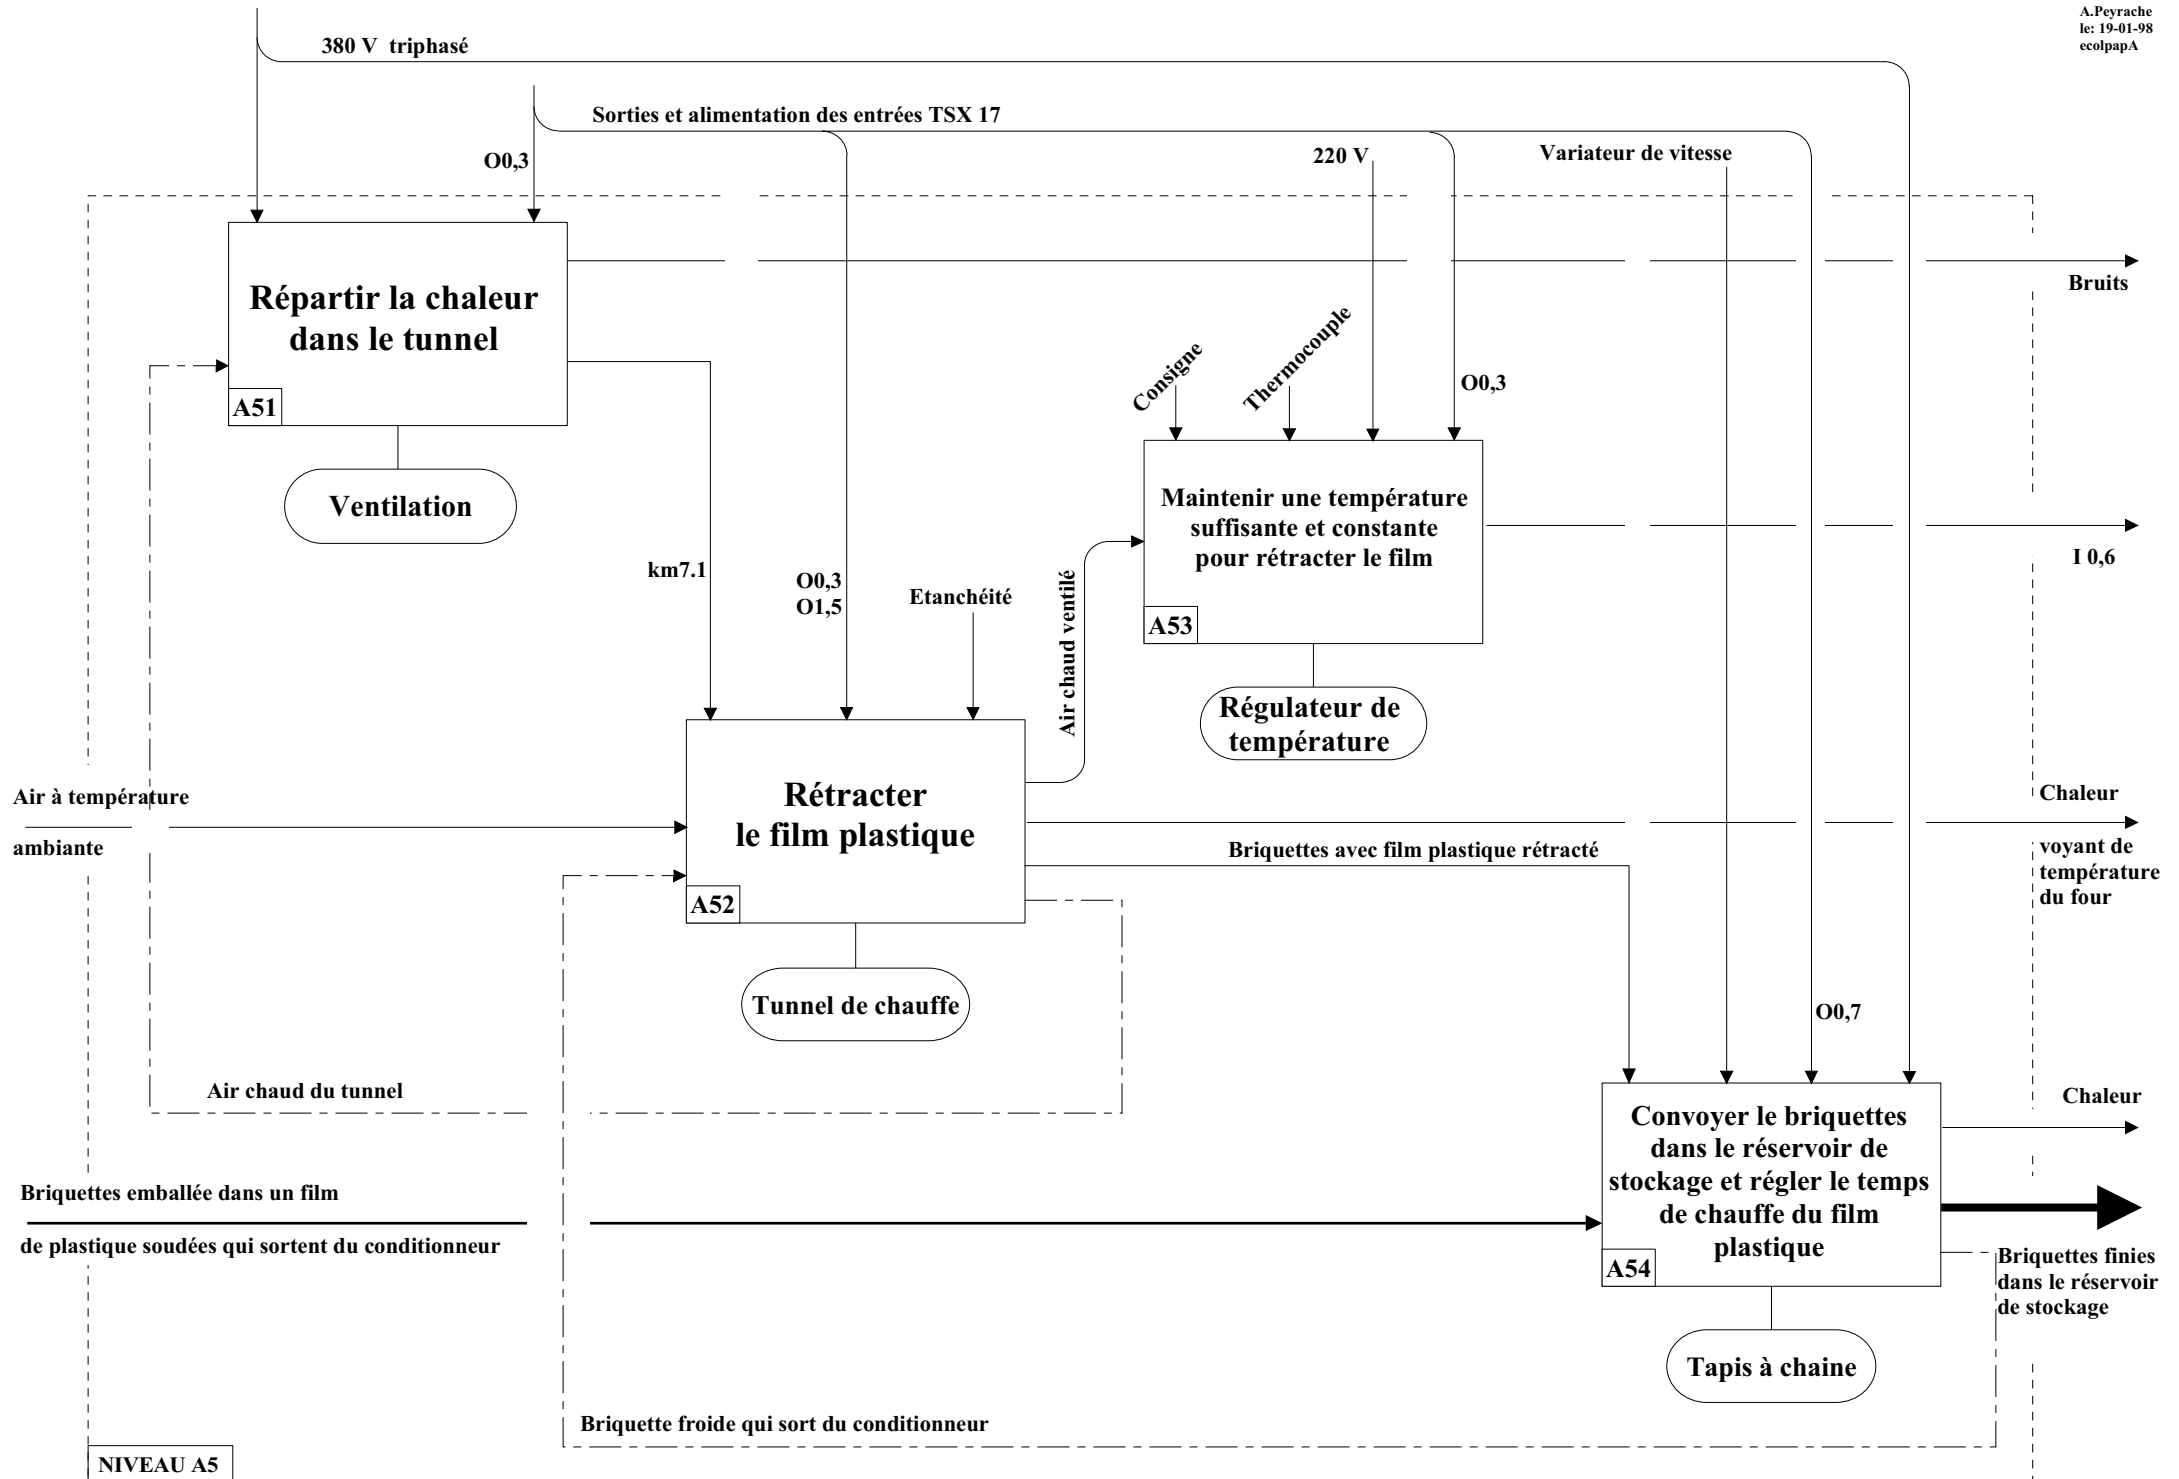 A.Peyrache
le: 19-01-98
ecolpapA
380 V  triphasé
Sorties et alimentation des entrées TSX 17
O0,3
220 V
Variateur de vitesse
Répartir la chaleur
dans le tunnel
A51
Ventilation
Bruits
Consigne
Thermocouple
O0,3
Maintenir une température
suffisante et constante
pour rétracter le film
A53
Régulateur de
température
I 0,6
km7.1
O0,3
O1,5
Etanchéité
Air chaud ventilé
Air à température
ambiante
Rétracter
le film plastique
A52
Tunnel de chauffe
Chaleur
voyant de
température
du four
Briquettes avec film plastique rétracté
O0,7
Air chaud du tunnel
Chaleur
Convoyer le briquettes
dans le réservoir de
stockage et régler le temps
de chauffe du film
plastique
A54
Tapis à chaine
Briquettes emballée dans un film
de plastique soudées qui sortent du conditionneur
Briquettes finies
dans le réservoir
de stockage
Briquette froide qui sort du conditionneur
NIVEAU A5